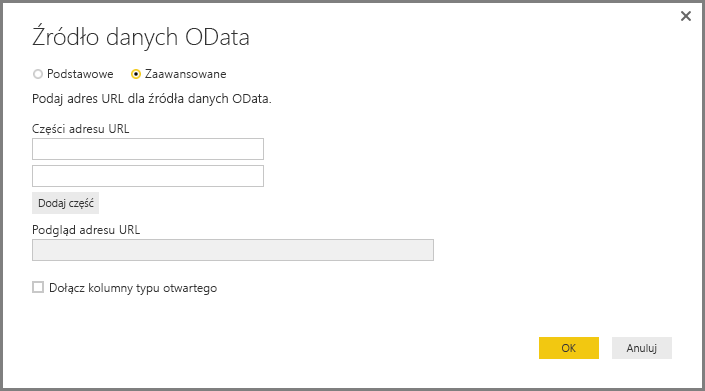 Źródło danych OData
Podstawowe Zaawansowane
Podaj adres URL dla źródła danych OData.
Części adresu URL
Dodaj część
Podgląd adresu URL
Dołącz kolumny typu otwartego
OK Anuluj